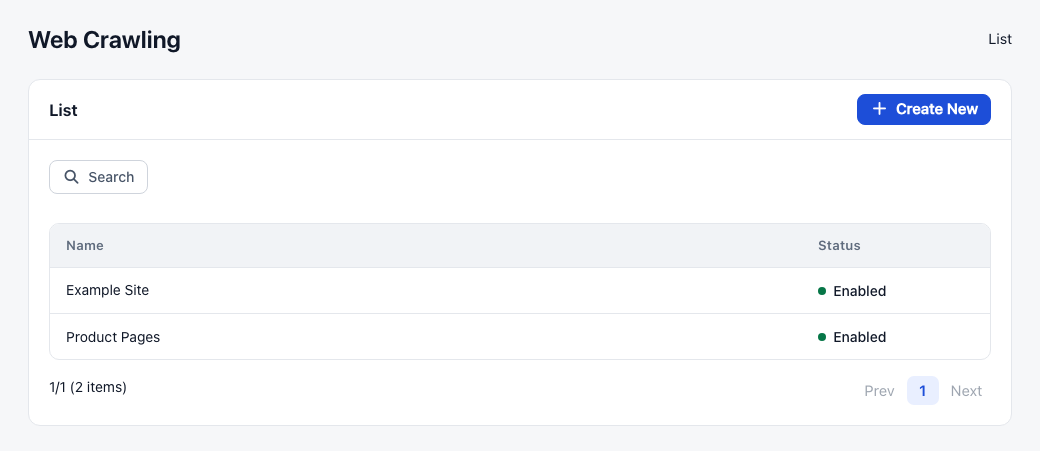 Web Crawling
List
List
Create New
Search
Name Status
Example Site Enabled
Product Pages Enabled
1/1 (2 items)
Prev 1 Next